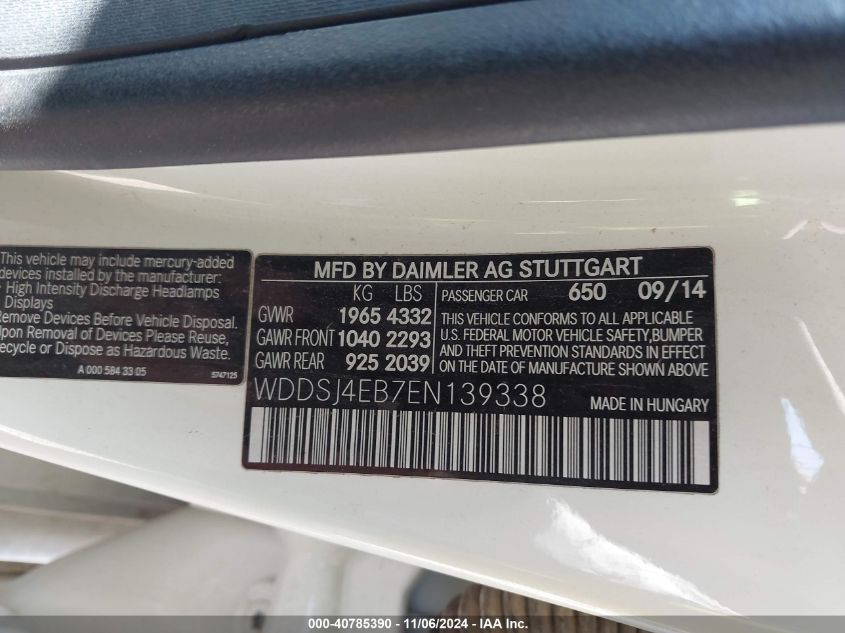 This vehicle may include mercury-added
devices installed by the manufacturer:
High Intensity Discharge Headlamps
Displays
Remove Devices Before Vehicle Disposal.
Upon Removal of Devices Please Reuse,
Recycle or Dispose as Hazardous Waste.
A 000 584 33 05
5747125
MFD BY DAIMLER AG STUTTGART
KG LBS
GVWR 1965 4332
GAWR FRONT 1040 2293
GAWR REAR 925 2039
PASSENGER CAR 650 09/14
THIS VEHICLE CONFORMS TO ALL APPLICABLE
U.S. FEDERAL MOTOR VEHICLE SAFETY,BUMPER
AND THEFT PREVENTION STANDARDS IN EFFECT
ON THE DATE OF MANUFACTURE SHOWN ABOVE
WDDSJ4EB7EN139338
MADE IN HUNGARY
000-40785390 - 11/06/2024 - IAA Inc.